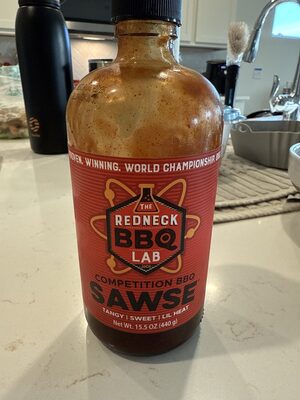 WINNING. WORLD CHAMPIONSHIP
THE
REDNECK
BBQ
LAB
COMPETITION BBQ
SAWSE
TANGY | SWEET | LIL HEAT
Net Wt. 15.5 OZ (440 g)